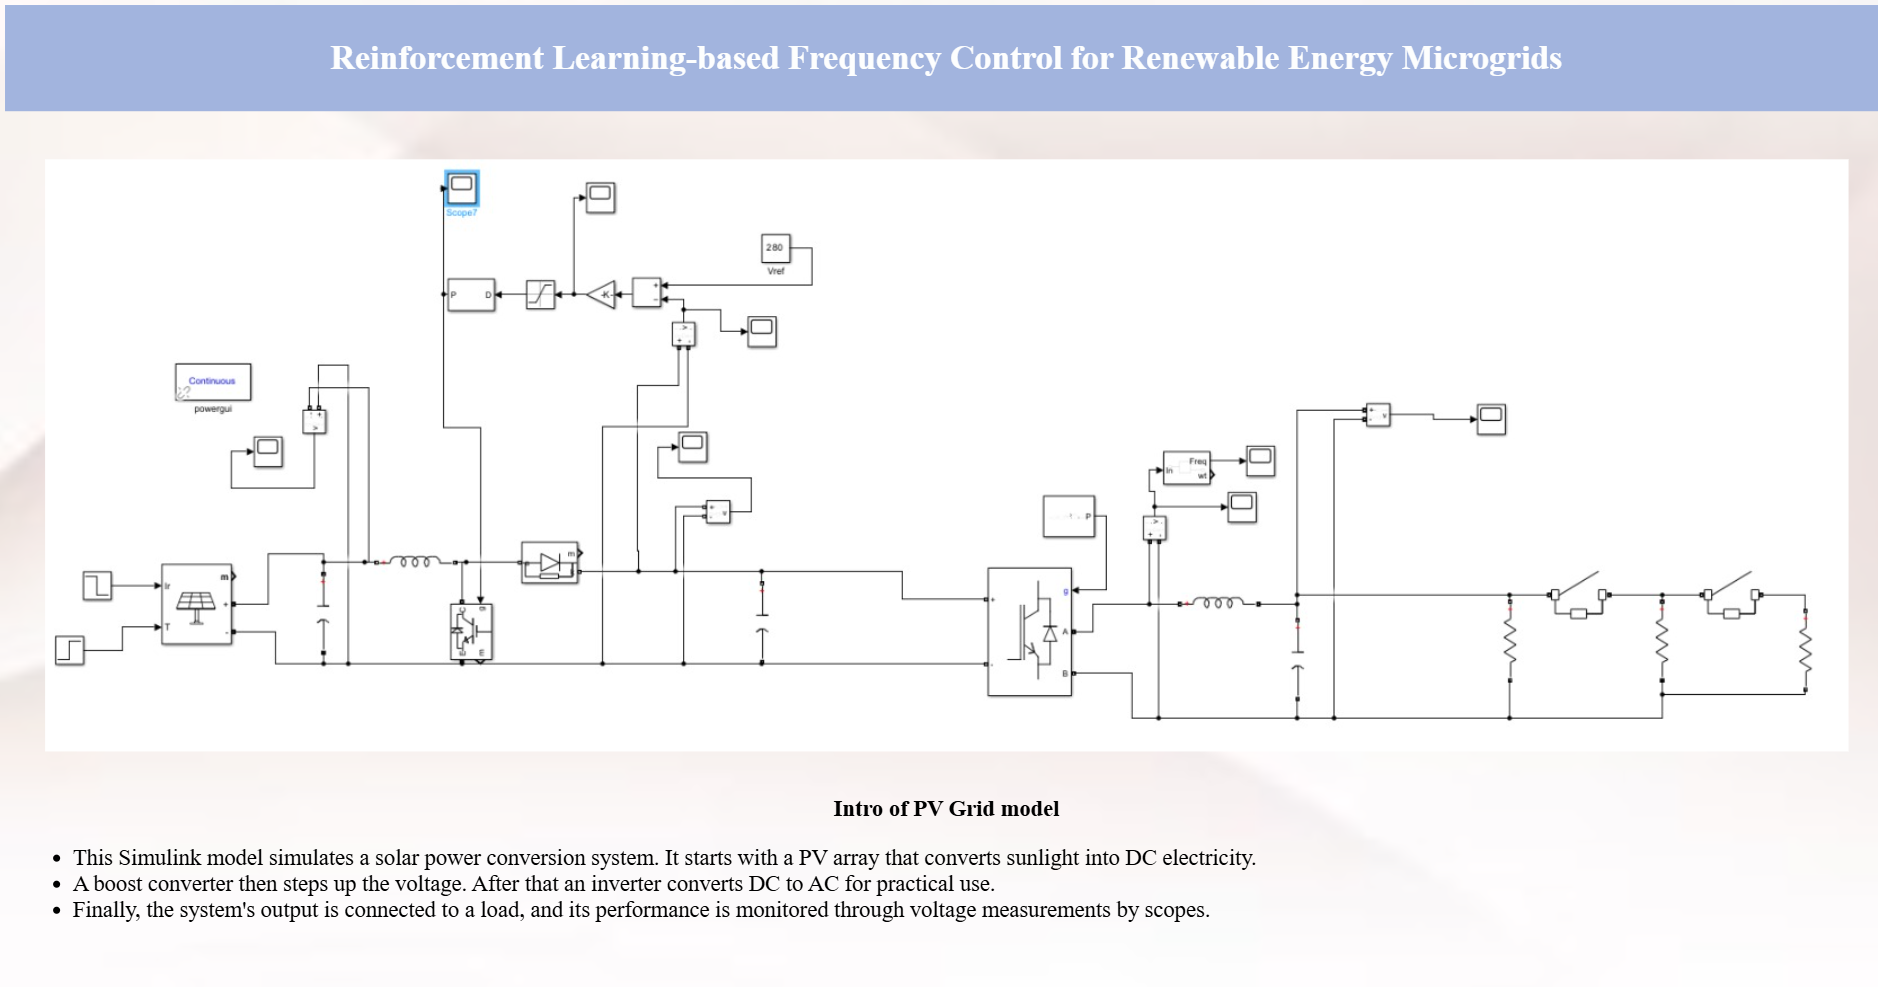 Reinforcement Learning-based Frequency Control for Renewable Energy Microgrids
Scope7
280
Vref
P D
-K-
+
-
Continuous
powergui
+
v
+ -
v
Freq
In
wt
P
m
m
Ir
+
T
-
g
C
E
m
+
g
A
-
B
Intro of PV Grid model
• This Simulink model simulates a solar power conversion system. It starts with a PV array that converts sunlight into DC electricity.
• A boost converter then steps up the voltage. After that an inverter converts DC to AC for practical use.
• Finally, the system's output is connected to a load, and its performance is monitored through voltage measurements by scopes.